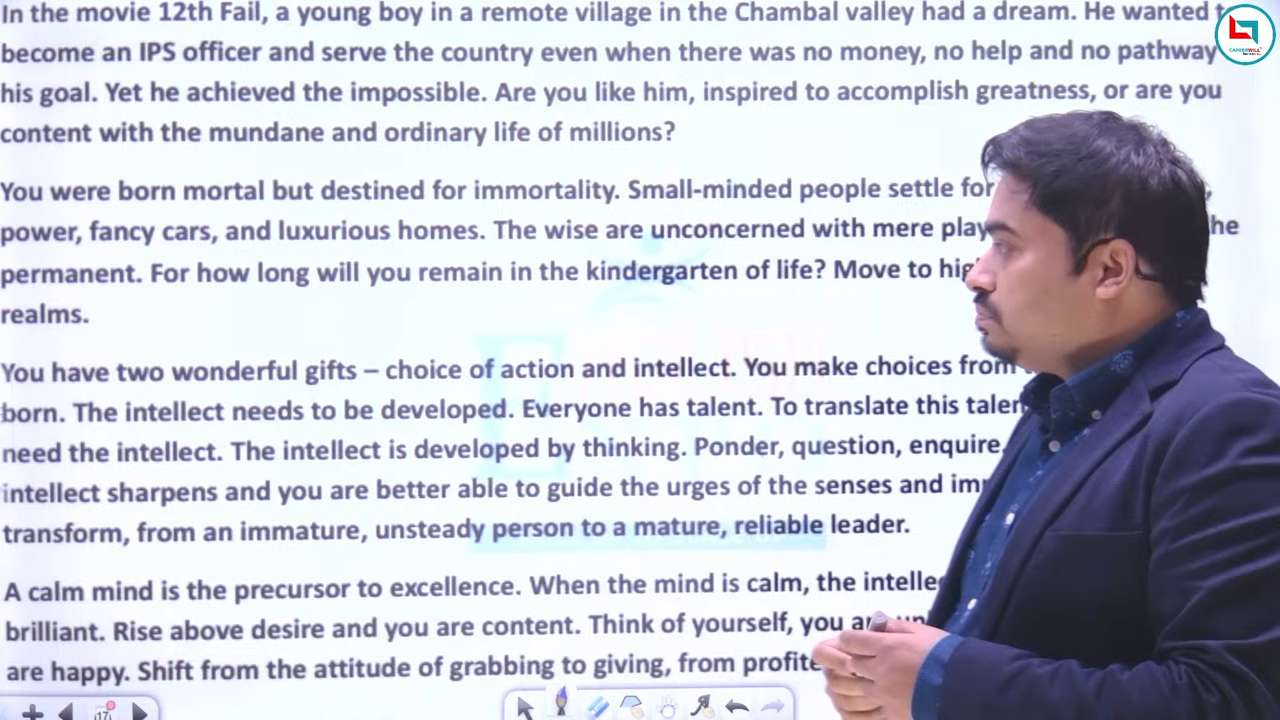 In the movie 12th Fail, a young boy in a remote village in the Chambal valley had a dream. He wanted
become an IPS officer and serve the country even when there was no money, no help and no pathway
his goal. Yet he achieved the impossible. Are you like him, inspired to accomplish greatness, or are you
content with the mundane and ordinary life of millions?
You were born mortal but destined for immortality. Small-minded people settle for
power, fancy cars, and luxurious homes. The wise are unconcerned with mere play he
permanent. For how long will you remain in the kindergarten of life? Move to hig
realms.
You have two wonderful gifts – choice of action and intellect. You make choices from
born. The intellect needs to be developed. Everyone has talent. To translate this talen
need the intellect. The intellect is developed by thinking. Ponder, question, enquire.
intellect sharpens and you are better able to guide the urges of the senses and im
transform, from an immature, unsteady person to a mature, reliable leader.
A calm mind is the precursor to excellence. When the mind is calm, the intelle
brilliant. Rise above desire and you are content. Think of yourself, you ar un
are happy. Shift from the attitude of grabbing to giving, from profite
CAREERWILL
17